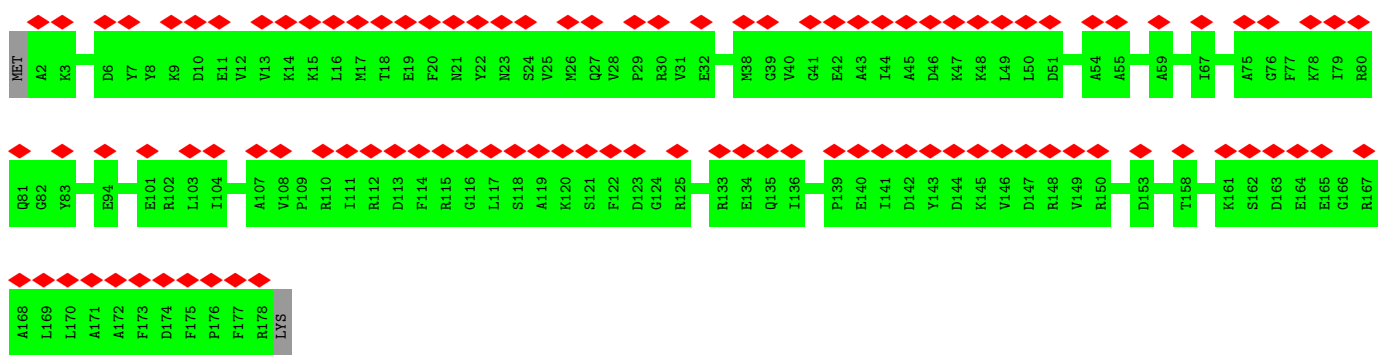 MET A2 K3 D6 Y7 Y8 K9 D10 E11 V12 V13 K14 K15 L16 M17 T18 E19 F20 N21 Y22 N23 S24 V25 M26 Q27 V28 P29 R30 V31 E32 M38 G39 V40 G41 E42 A43 I44 A45 D46 K47 K48 L49 L50 D51 A54 A55 A59 I67 A75 G76 F77 K78 I79 R80
Q81 G82 Y83 E94 E101 R102 L103 I104 A107 V108 P109 R110 I111 R112 D113 F114 R115 G116 L117 S118 A119 K120 S121 F122 D123 G124 R125 R133 E134 Q135 I136 P139 E140 I141 D142 Y143 D144 K145 V146 D147 R148 V149 R150 D153 T158 K161 S162 D163 E164 E165 G166 R167
A168 L169 L170 A171 A172 F173 D174 F175 P176 F177 R178 LYS